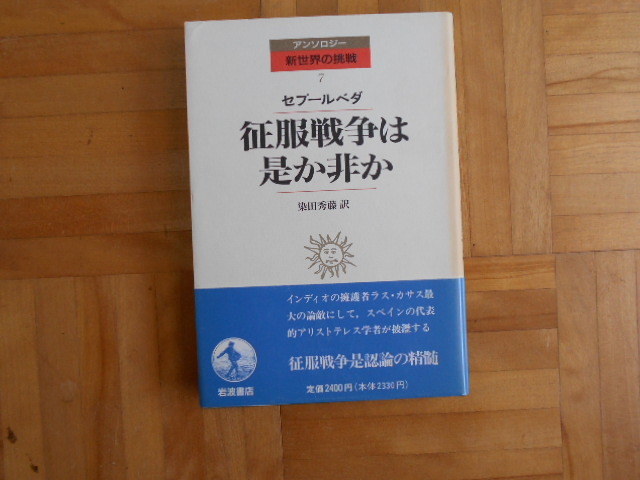 アンソロジー
新世界の挑戦
7
セプールベダ
征服戦争は
是か非か
染田秀藤 訳
インディオの擁護者ラス・カサス最
大の論敵にして，スペインの代表
的アリストテレス学者が披瀝する
征服戦争是認論の精髄
岩波書店
定価2400円(本体2330円)